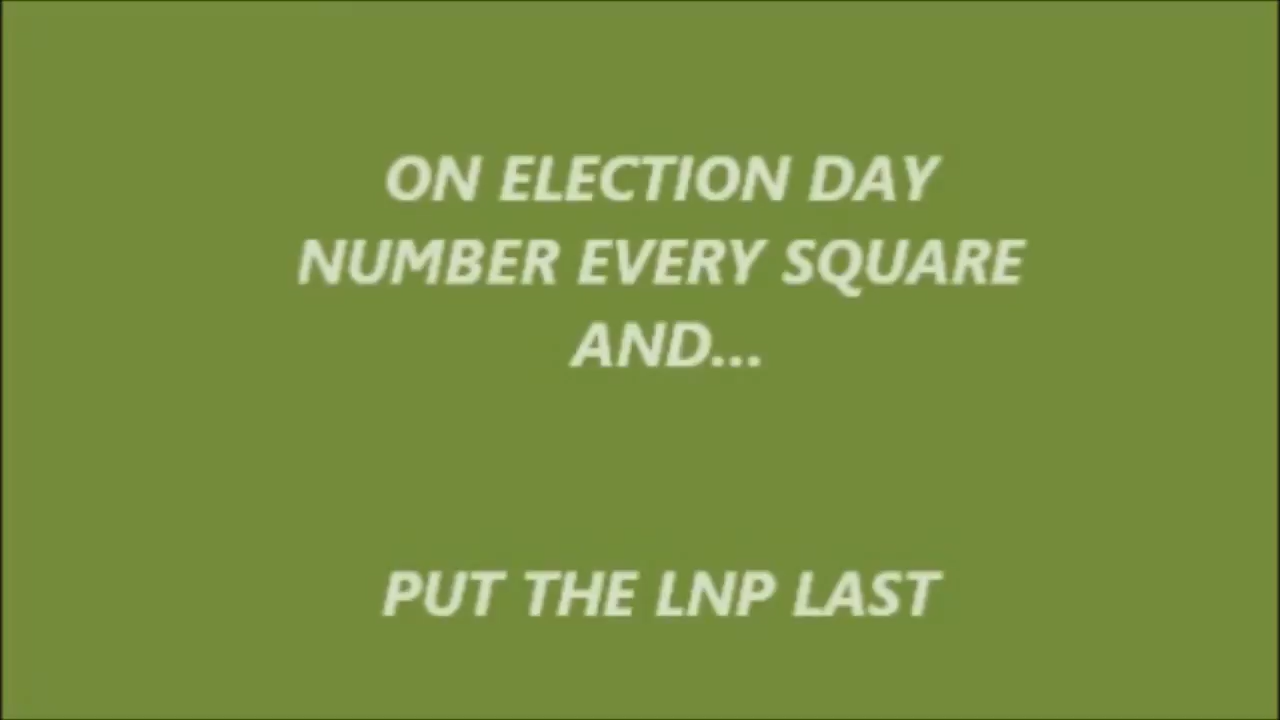 ON ELECTION DAY
NUMBER EVERY SQUARE
AND...
PUT THE LNP LAST